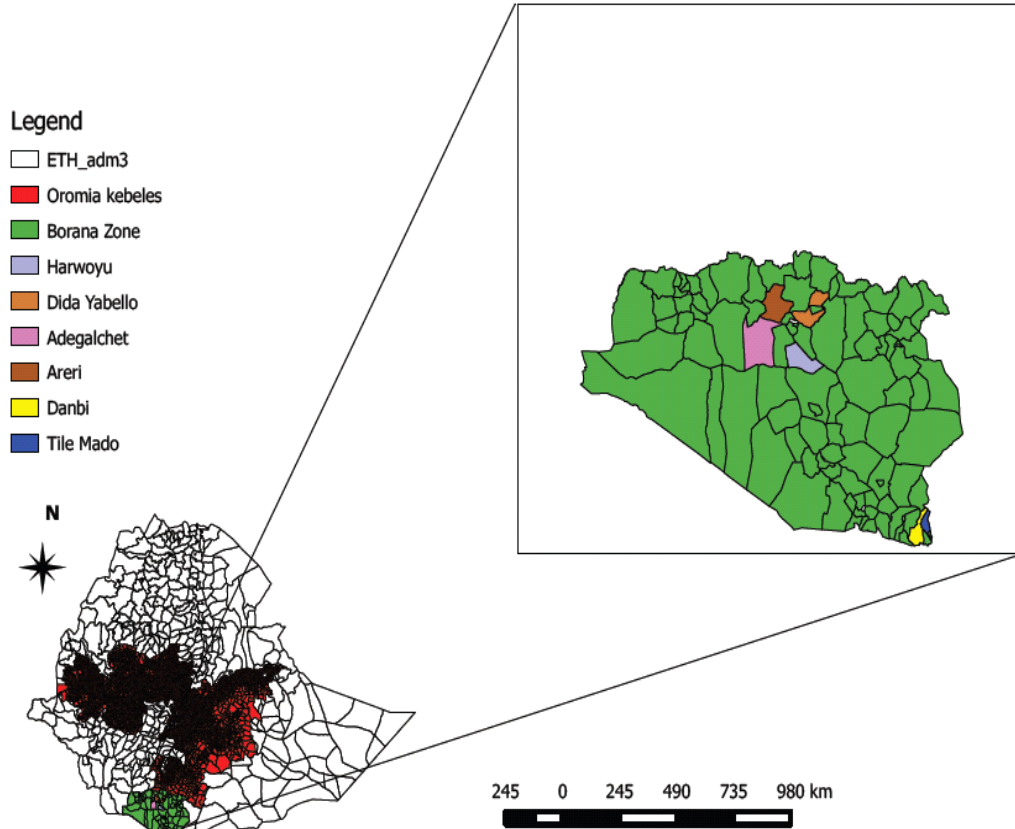 Legend
ETH_adm3
Oromia kebeles
Borana Zone
Harwoyu
Dida Yabello
Adegalchet
Areri
Danbi
Tile Mado
N
245 0 245 490 735 980 km